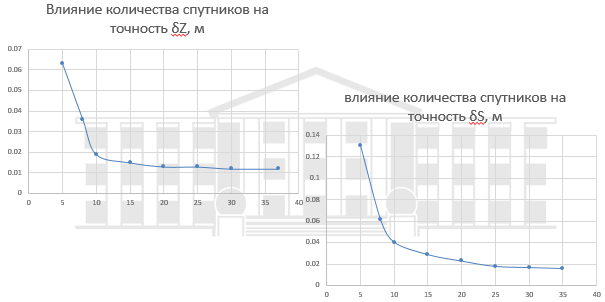 Влияние количества спутников на
точность δZ, м
0.07
0.06
0.05
0.04
0.03
0.02
0.01
0
0 5 10 15 20 25 30 35 40
влияние количества спутников на
точность δS, м
0.14
0.12
0.1
0.08
0.06
0.04
0.02
0
0 5 10 15 20 25 30 35 40